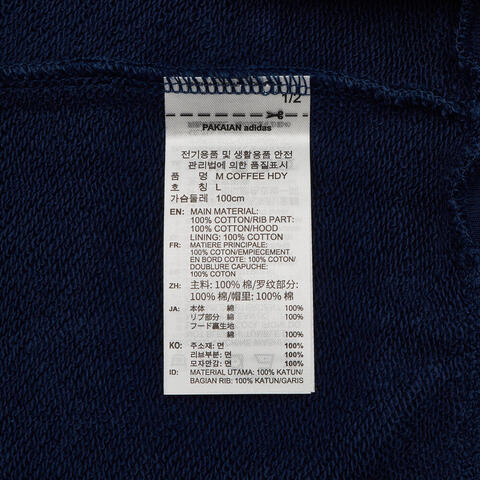 1/2
PAKAIAN adidas
전기용품 및 생활용품 안전
관리법에 의한 품질표시
품 명 M COFFEE HDY
호 칭 L
가슴둘레 100cm
EN: MAIN MATERIAL:
100% COTTON/RIB PART:
100% COTTON/HOOD
LINING: 100% COTTON
FR: MATIERE PRINCIPALE:
100% COTON/EMPIECEMENT
EN BORD COTE: 100% COTON/
DOUBLURE CAPUCHE:
100% COTON
ZH: 主料: 100% 棉/罗纹部分:
100% 棉/帽里: 100% 棉
JA: 本体 綿 100%
リブ部分 綿 100%
フード裏生地
綿 100%
KO: 주소재: 면 100%
리브부분: 면 100%
모자안감: 면 100%
ID: MATERIAL UTAMA: 100% KATUN/
BAGIAN RIB: 100% KATUN/GARIS